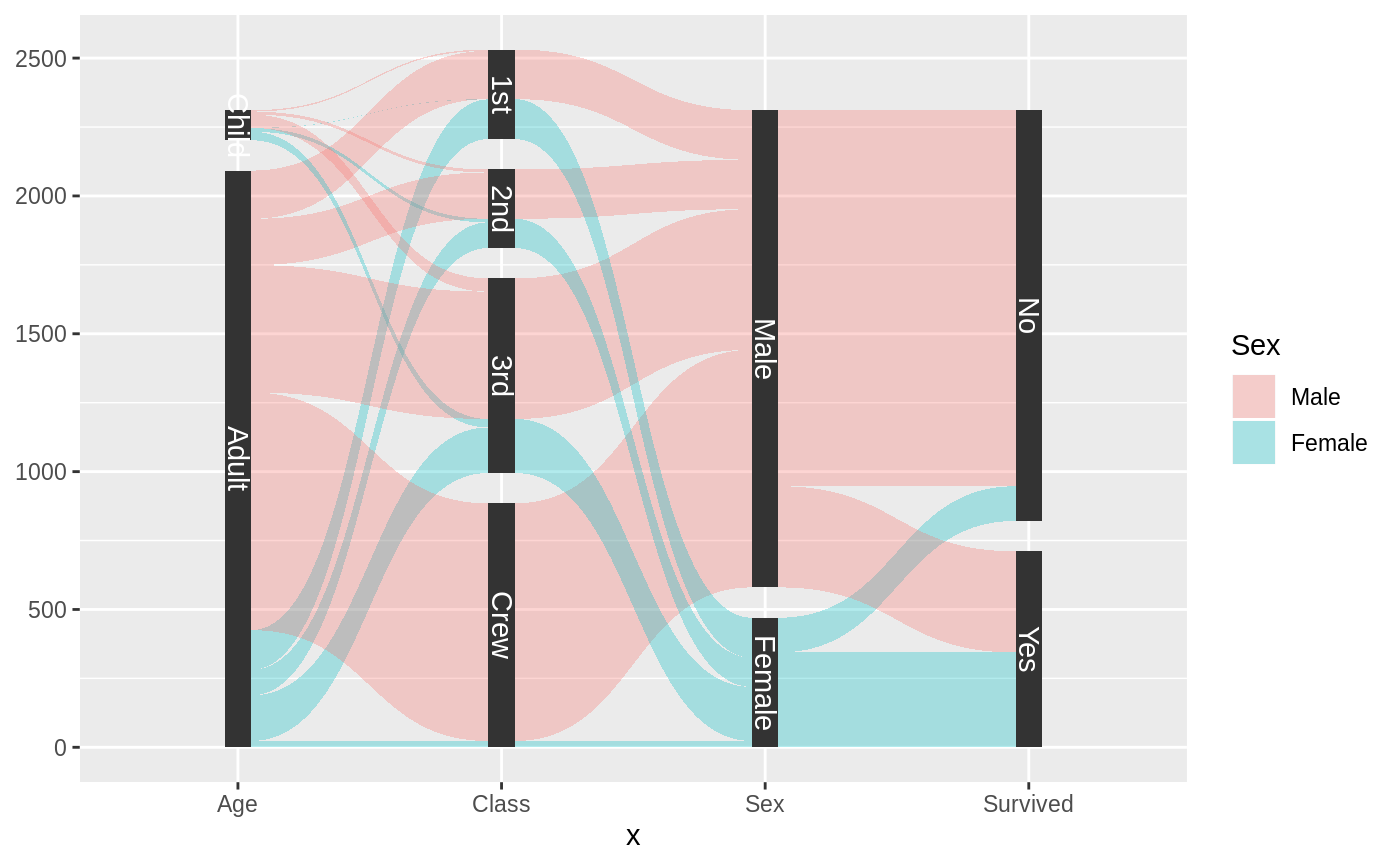 2500
2000
1500
1000
500
0
Child
Adult
1st
2nd
3rd
Crew
Male
Female
No
Yes
Age
Class
Sex
Survived
x
Sex
Male
Female